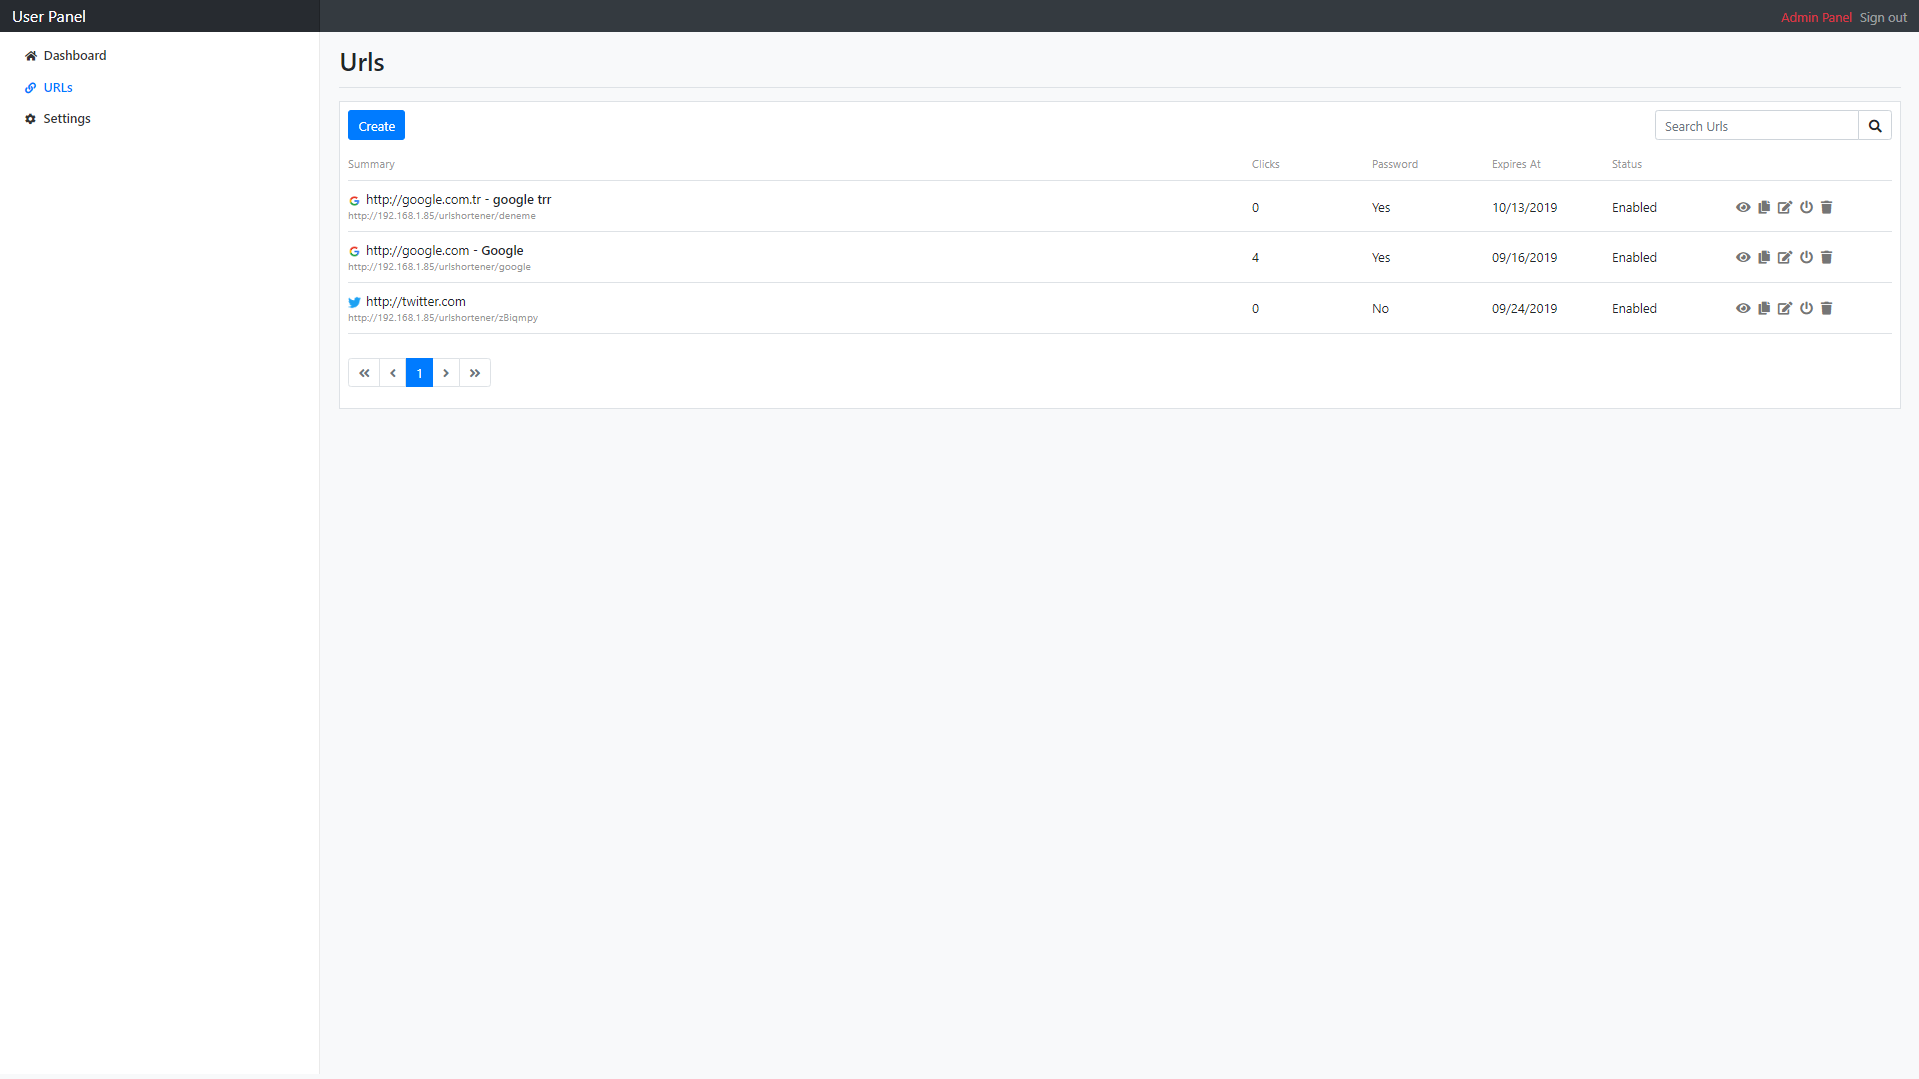 User Panel
Admin Panel Sign out
Dashboard
URLs
Settings
Urls
Create
Search Urls
Summary Clicks Password Expires At Status
http://google.com.tr - google trr
http://192.168.1.85/urlshortener/deneme
0 Yes 10/13/2019 Enabled
http://google.com - Google
http://192.168.1.85/urlshortener/google
4 Yes 09/16/2019 Enabled
http://twitter.com
http://192.168.1.85/urlshortener/zBiqmpy
0 No 09/24/2019 Enabled
« ‹ 1 › »